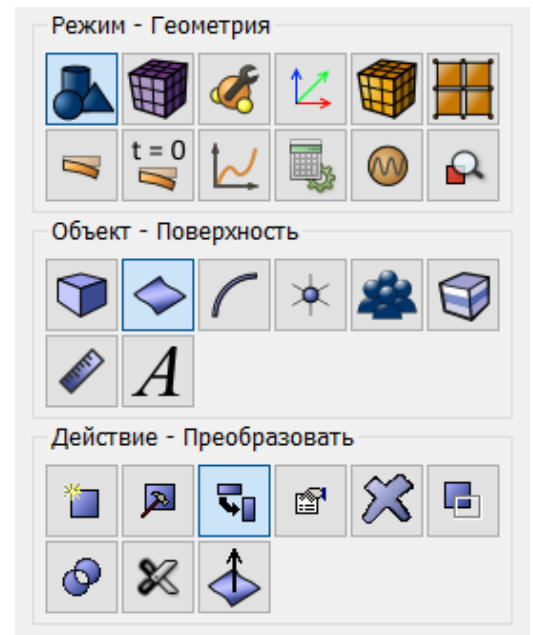 Режим - Геометрия
t = 0
Объект - Поверхность
A
Действие - Преобразовать